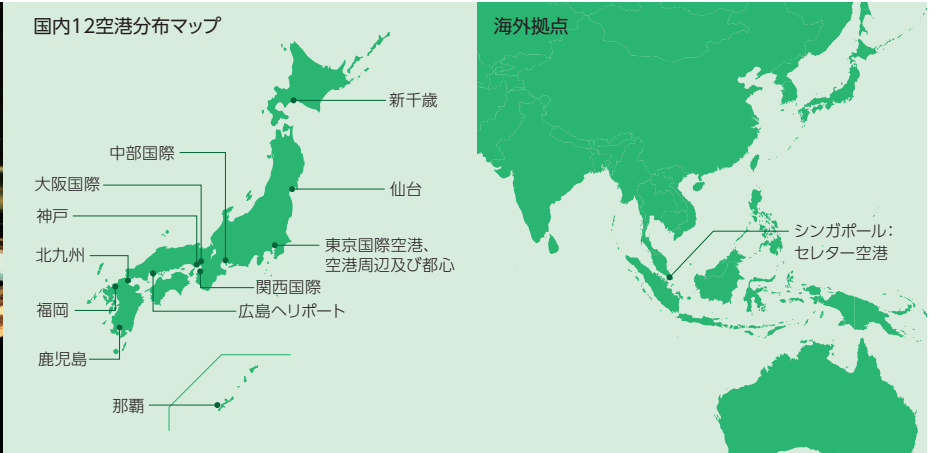 国内12空港分布マップ
新千歳
中部国際
大阪国際
仙台
神戸
東京国際空港、
空港周辺及び都心
北九州
関西国際
福岡
広島ヘリポート
鹿児島
那覇
海外拠点
シンガポール：
セレター空港